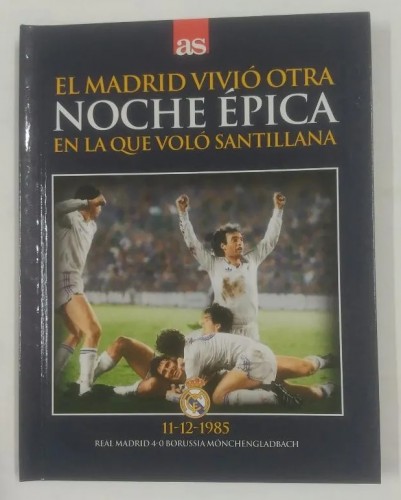 as
EL MADRID VIVIÓ OTRA
NOCHE ÉPICA
EN LA QUE VOLÓ SANTILLANA
11-12-1985
REAL MADRID 4-0 BORUSSIA MÖNCHENGLADBACH